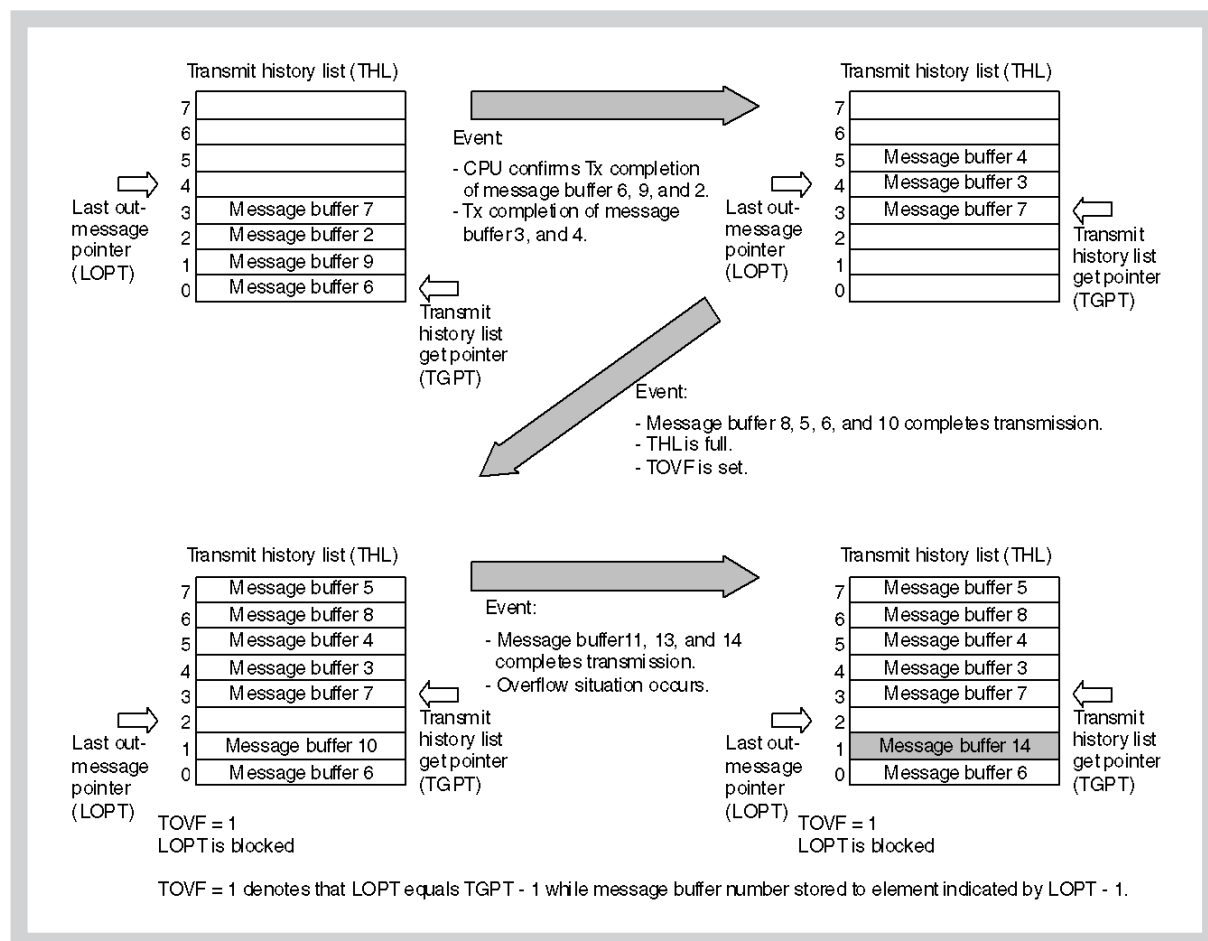 Transmit history list (THL)
7
6
5
4
3 Message buffer 7
2 Message buffer 2
1 Message buffer 9
0 Message buffer 6
Last out-
message
pointer
(LOPT)
Transmit
history list
get pointer
(TGPT)
Event
- CPU confirms Tx completion
of message buffer 6, 9, and 2.
- Tx completion of message
buffer 3, and 4.
Transmit history list (THL)
7
6
5 Message buffer 4
4 Message buffer 3
3 Message buffer 7
2
1
0
Last out-
message
pointer
(LOPT)
Transmit
history list
get pointer
(TGPT)
Event:
- Message buffer 8, 5, 6, and 10 completes transmission.
- THL is full.
- TOVF is set.
Transmit history list (THL)
7 Message buffer 5
6 Message buffer 8
5 Message buffer 4
4 Message buffer 3
3 Message buffer 7
2
1 Message buffer 10
0 Message buffer 6
Last out-
message
pointer
(LOPT)
Transmit
history list
get pointer
(TGPT)
TOVF = 1
LOPT is blocked
Event:
- Message buffer11, 13, and 14
completes transmission.
- Overflow situation occurs.
Transmit history list (THL)
7 Message buffer 5
6 Message buffer 8
5 Message buffer 4
4 Message buffer 3
3 Message buffer 7
2
1 Message buffer 14
0 Message buffer 6
Last out-
message
pointer
(LOPT)
Transmit
history list
get pointer
(TGPT)
TOVF = 1
LOPT is blocked
TOVF = 1 denotes that LOPT equals TGPT - 1 while message buffer number stored to element indicated by LOPT - 1.